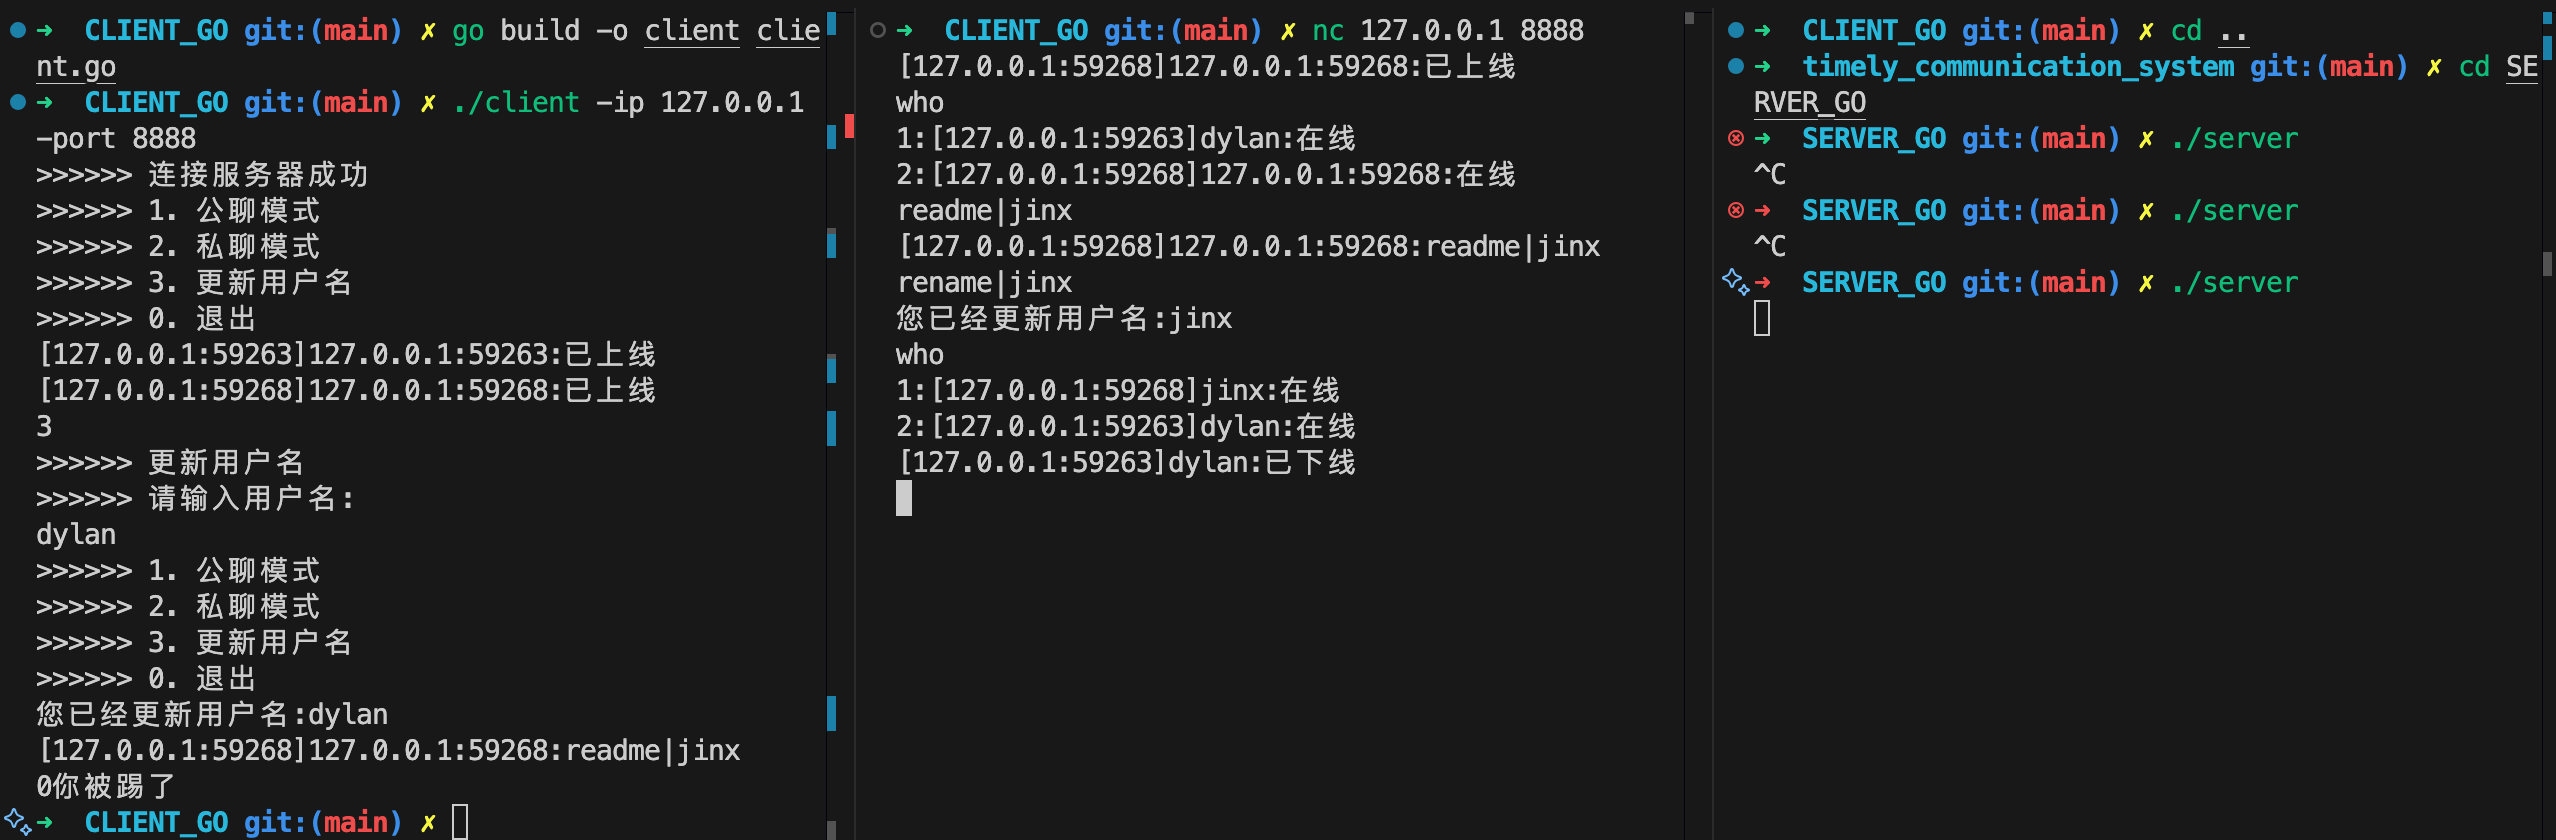 ➜  CLIENT_GO git:(main) ✗ go build -o client clie
nt.go
➜  CLIENT_GO git:(main) ✗ ./client -ip 127.0.0.1
-port 8888
>>>>>> 连接服务器成功
>>>>>> 1. 公聊模式
>>>>>> 2. 私聊模式
>>>>>> 3. 更新用户名
>>>>>> 0. 退出
[127.0.0.1:59263]127.0.0.1:59263:已上线
[127.0.0.1:59268]127.0.0.1:59268:已上线
3
>>>>>> 更新用户名
>>>>>> 请输入用户名:
dylan
>>>>>> 1. 公聊模式
>>>>>> 2. 私聊模式
>>>>>> 3. 更新用户名
>>>>>> 0. 退出
您已经更新用户名:dylan
[127.0.0.1:59268]127.0.0.1:59268:readme|jinx
0你被踢了
➜  CLIENT_GO git:(main) ✗
➜  CLIENT_GO git:(main) ✗ nc 127.0.0.1 8888
[127.0.0.1:59268]127.0.0.1:59268:已上线
who
1:[127.0.0.1:59263]dylan:在线
2:[127.0.0.1:59268]127.0.0.1:59268:在线
readme|jinx
[127.0.0.1:59268]127.0.0.1:59268:readme|jinx
rename|jinx
您已经更新用户名:jinx
who
1:[127.0.0.1:59268]jinx:在线
2:[127.0.0.1:59263]dylan:在线
[127.0.0.1:59263]dylan:已下线
➜  CLIENT_GO git:(main) ✗ cd ..
➜  timely_communication_system git:(main) ✗ cd SE
RVER_GO
➜  SERVER_GO git:(main) ✗ ./server
^C
➜  SERVER_GO git:(main) ✗ ./server
^C
➜  SERVER_GO git:(main) ✗ ./server